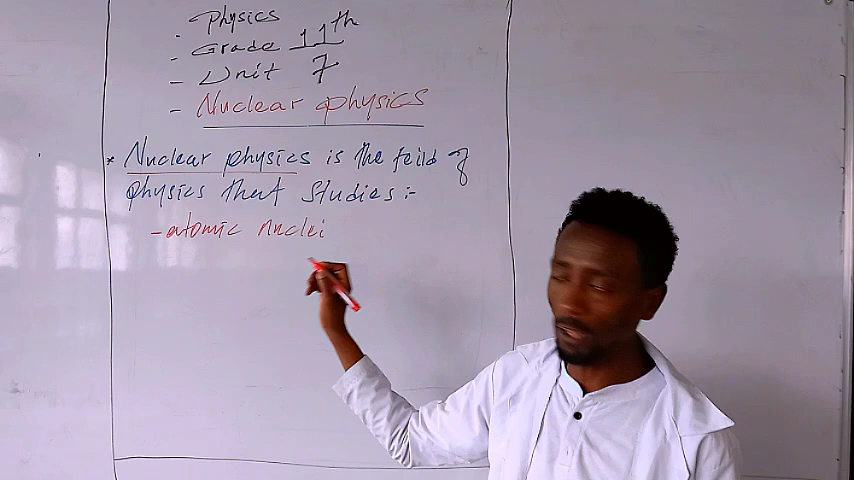 Physics
- Grade 11th
- Unit 7
- Nuclear physics
* Nuclear physics is the feild of
physics that studies :-
- atomic nuclei